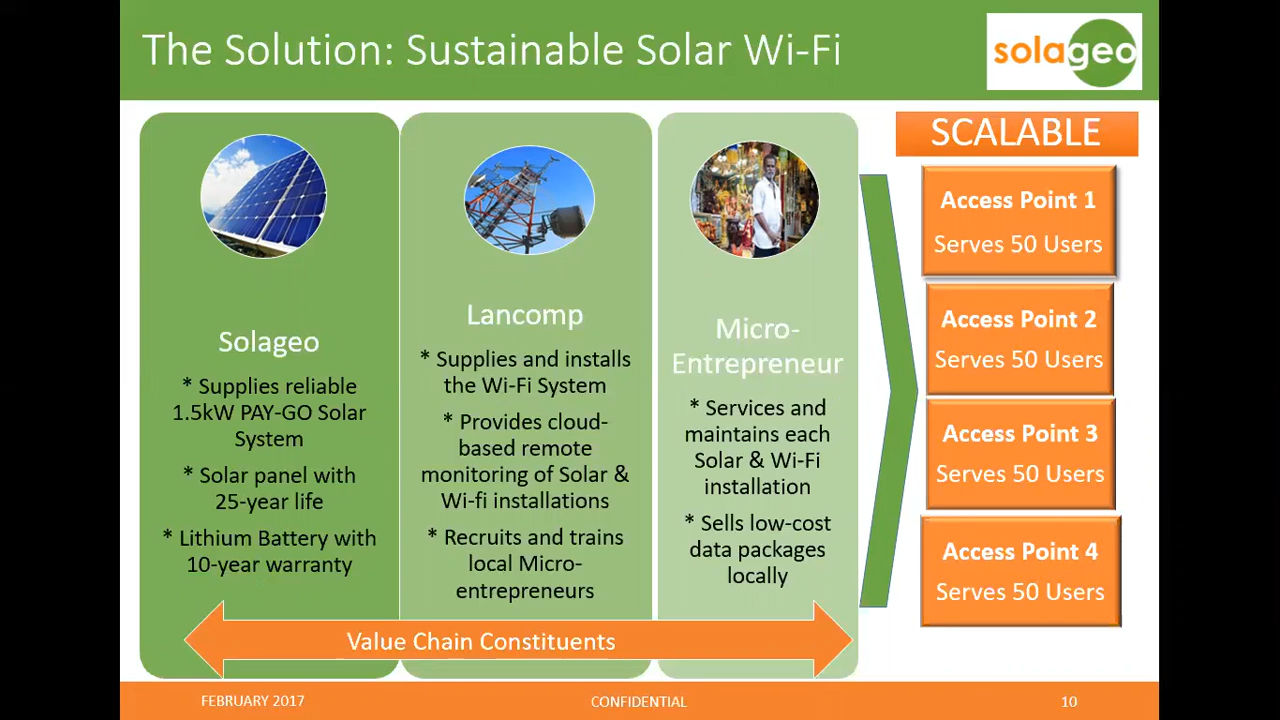 The Solution: Sustainable Solar Wi-Fi
solageo
Solageo
* Supplies reliable
1.5kW PAY-GO Solar
System
* Solar panel with
25-year life
* Lithium Battery with
10-year warranty
Lancomp
* Supplies and installs
the Wi-Fi System
* Provides cloud-
based remote
monitoring of Solar &
Wi-fi installations
* Recruits and trains
local Micro-
entrepreneurs
Micro-
Entrepreneur
* Services and
maintains each
Solar & Wi-Fi
installation
* Sells low-cost
data packages
locally
Value Chain Constituents
SCALABLE
Access Point 1
Serves 50 Users
Access Point 2
Serves 50 Users
Access Point 3
Serves 50 Users
Access Point 4
Serves 50 Users
FEBRUARY 2017
CONFIDENTIAL
10